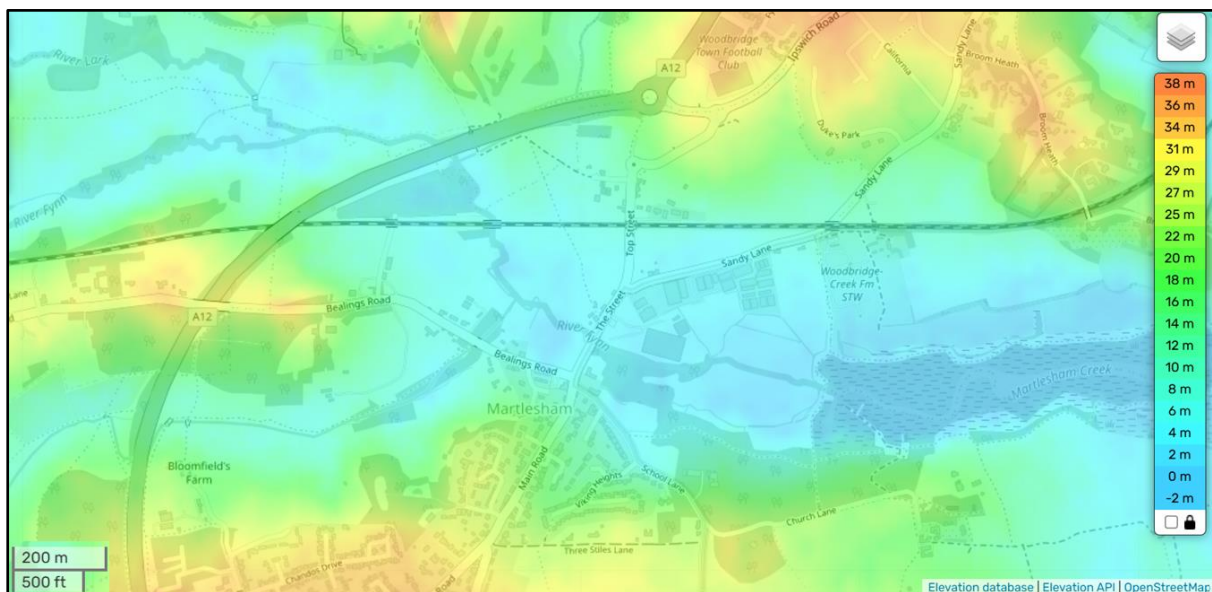 River Lark
A12
Woodbridge
Town Football
Club
Ipswich Road
California
Sandy Lane
Broom Heath
Duke's Park
Broom Heath
Sandy Lane
River Fynn
Top Street
Sandy Lane
Woodbridge-
Creek Fm
STW
Lane
A12
Bealings Road
The Street
River Fynn
Bealings Road
Martlesham Creek
Martlesham
Bloomfield's
Farm
Main Road
Viking Heights
School Lane
Church Lane
Three Stiles Lane
Chandos Drive
Road
38 m
36 m
34 m
31 m
29 m
27 m
25 m
22 m
20 m
18 m
16 m
14 m
12 m
10 m
8 m
6 m
4 m
2 m
0 m
-2 m
200 m
500 ft
Elevation database | Elevation API | OpenStreetMap